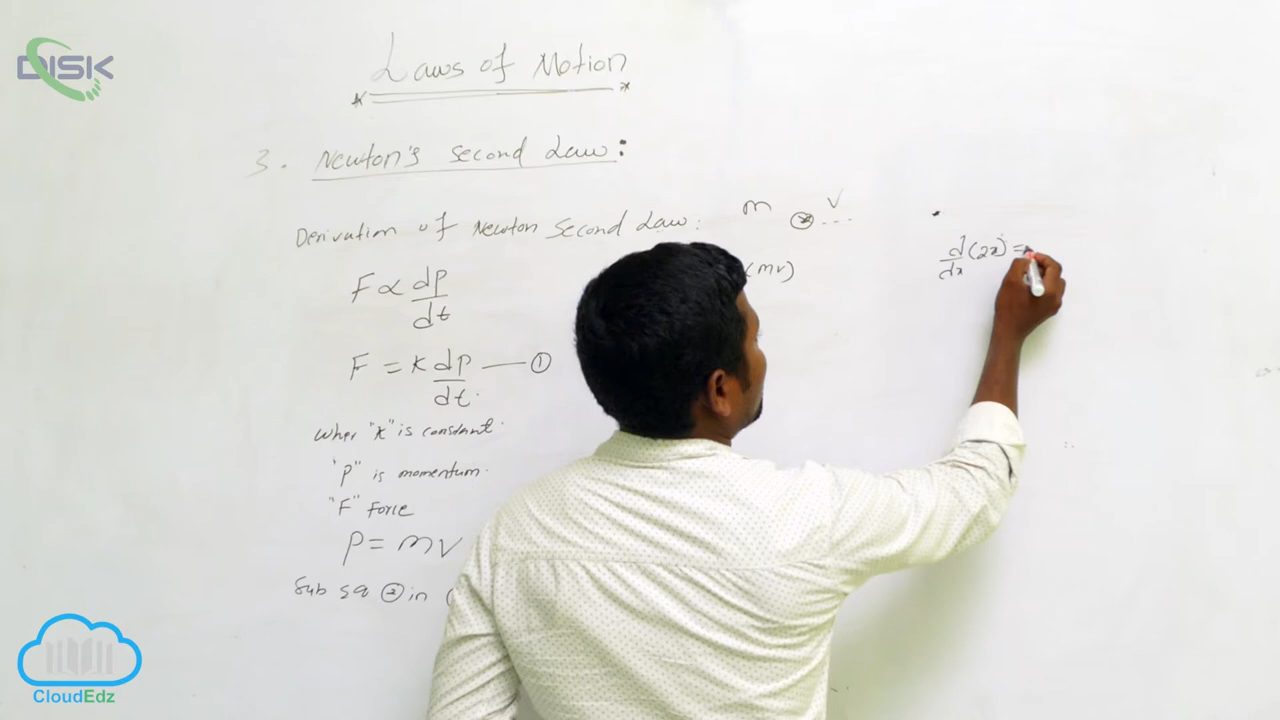 DISK
Laws of Motion
3. Newton's second Law:
Derivation of Newton Second Law:
m v
F ∝ dp/dt
(mv)
d/dx (2x) =
F = K dp/dt — ①
Wher "K" is constant.
"P" is momentum.
"F" Force
P = mv
Sub sq ② in (
CloudEdz